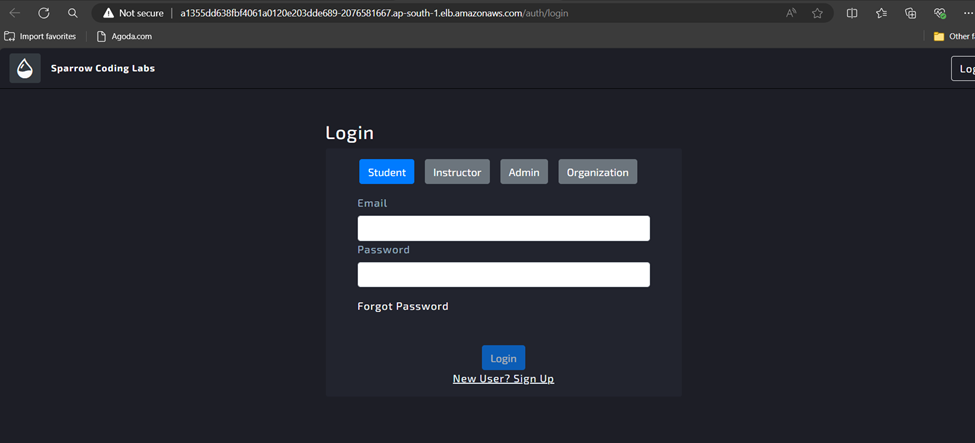 Not secure a1355dd638fbf4061a0120e203dde689-2076581667.ap-south-1.elb.amazonaws.com/auth/login
Import favorites Agoda.com Other f
Sparrow Coding Labs Log
Login
Student Instructor Admin Organization
Email
Password
Forgot Password
Login
New User? Sign Up